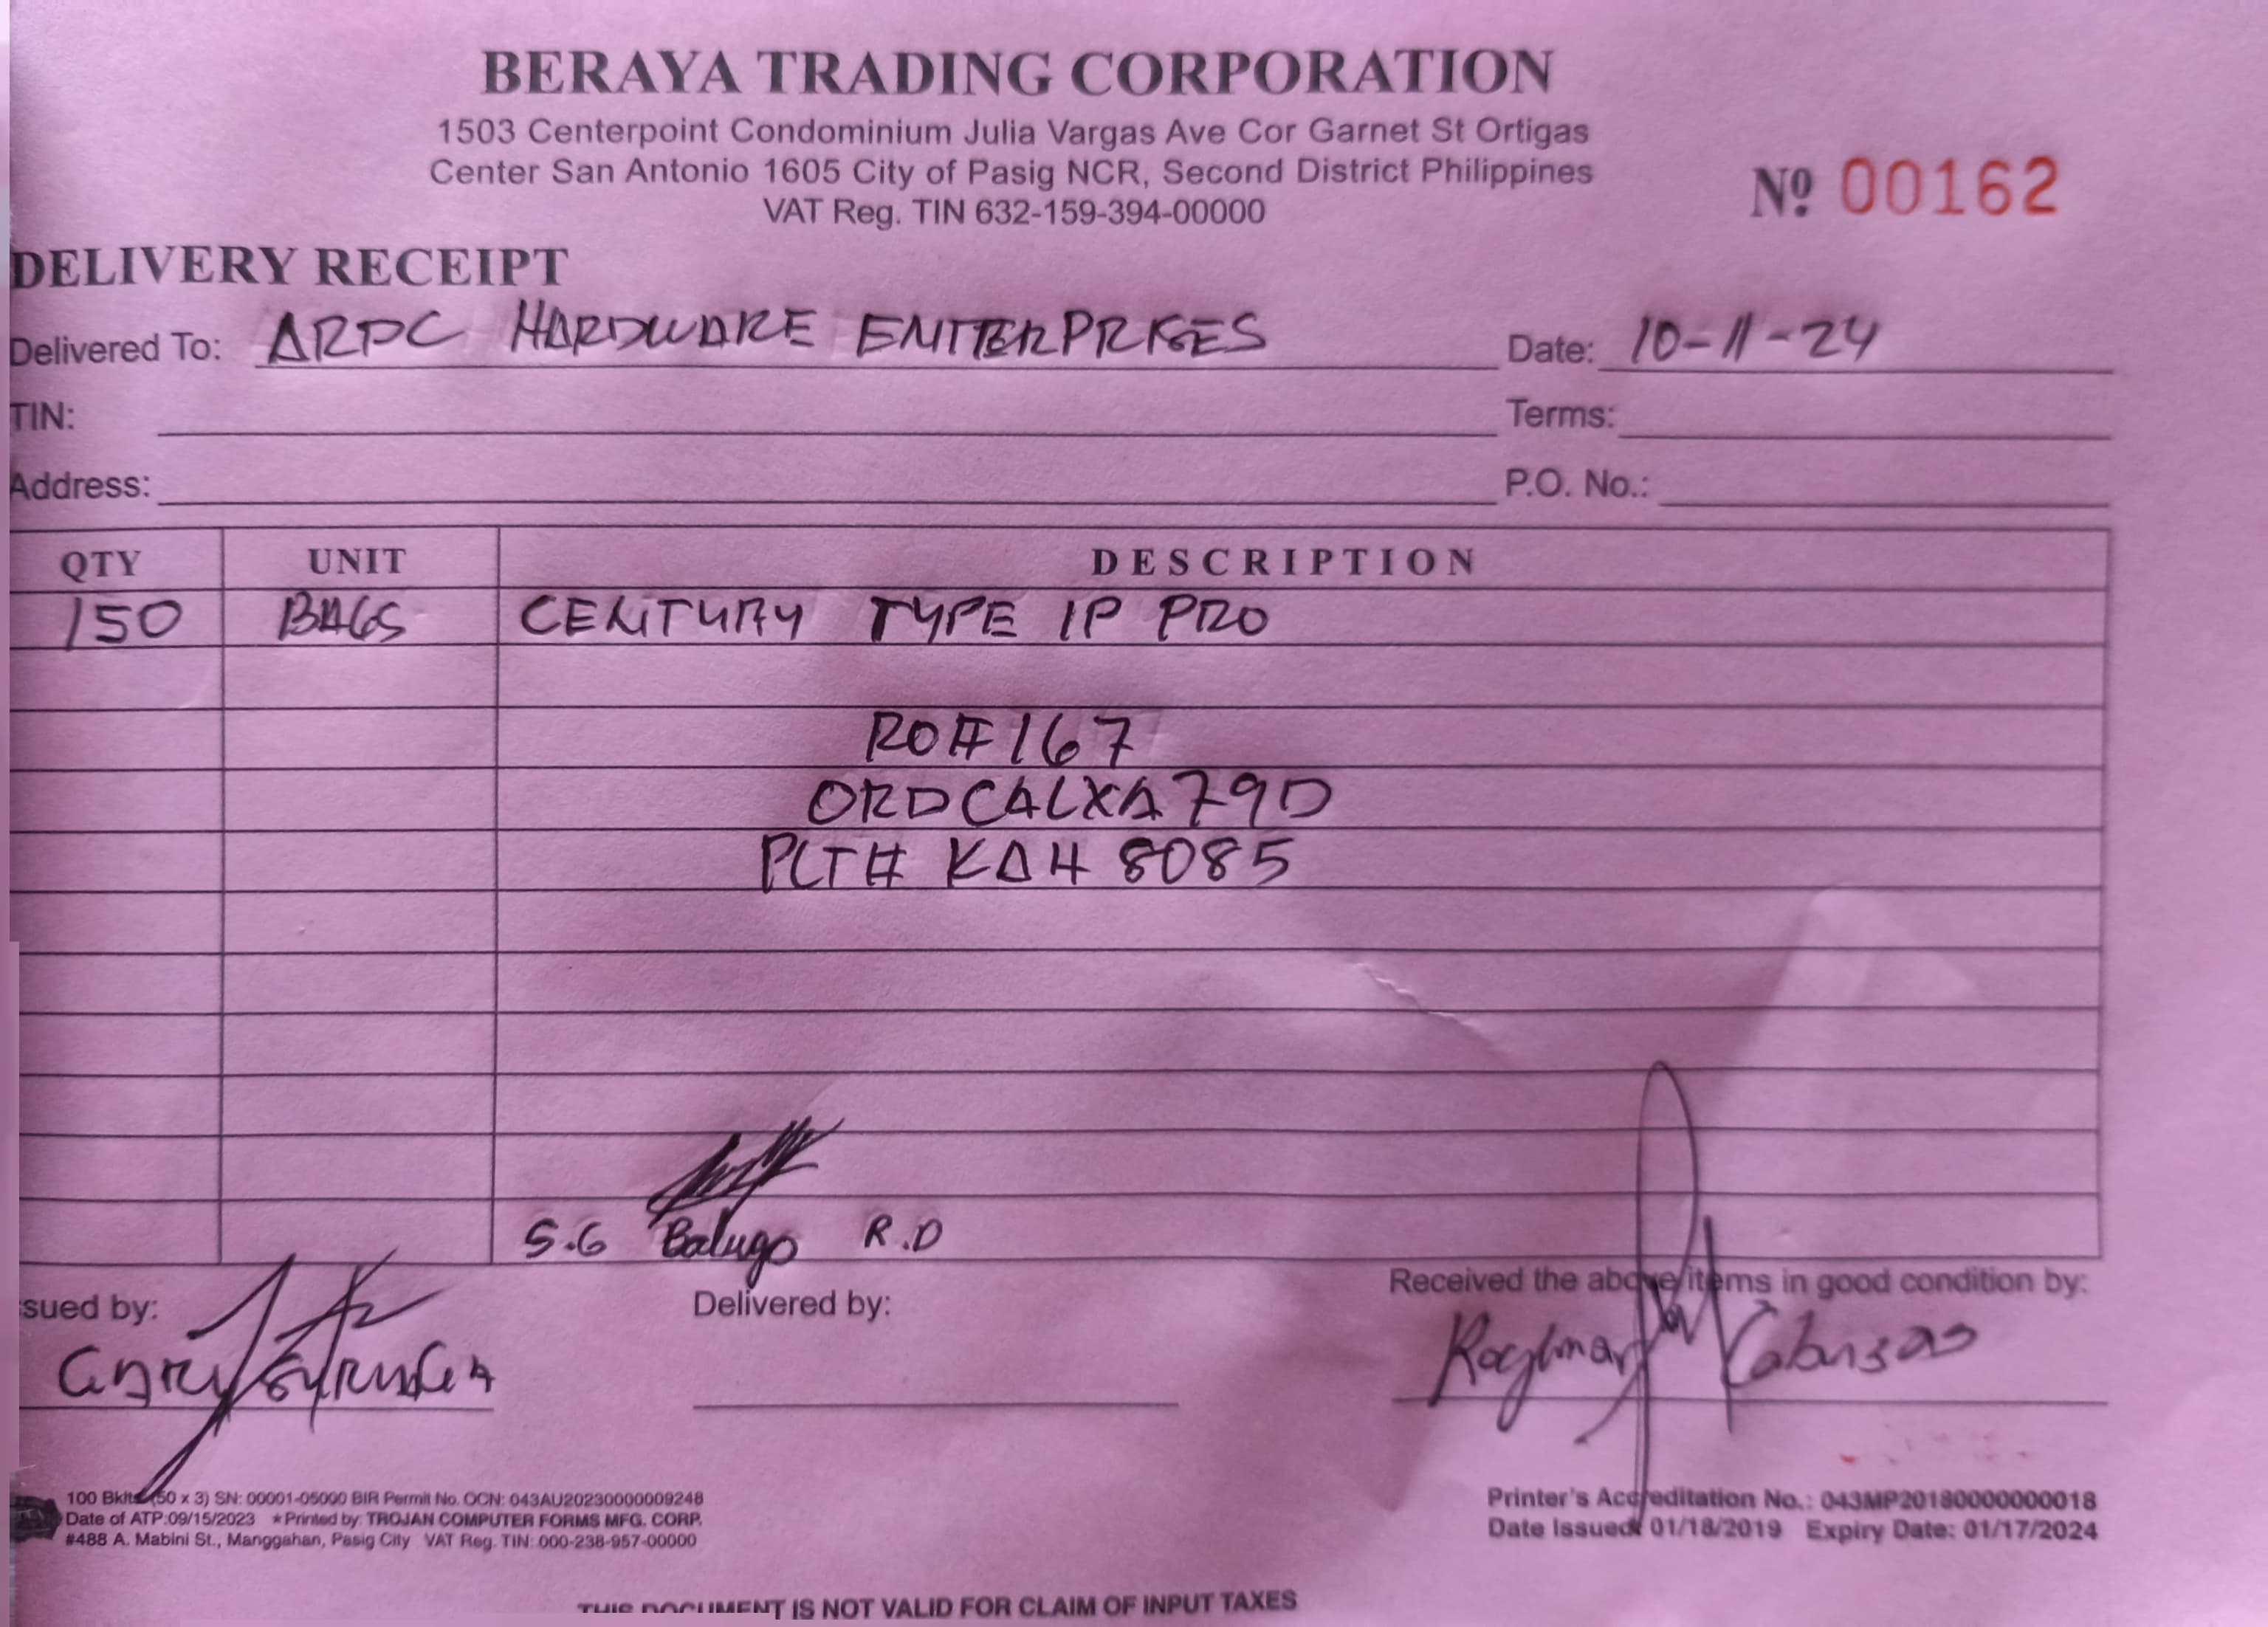 BERAYA TRADING CORPORATION
1503 Centerpoint Condominium Julia Vargas Ave Cor Garnet St Ortigas
Center San Antonio 1605 City of Pasig NCR, Second District Philippines
VAT Reg. TIN 632-159-394-00000
Nº 00162
DELIVERY RECEIPT
Delivered To: ARDC HARDWARE ENTERPRISES Date: 10-11-24
TIN: Terms:
Address: P.O. No.:
QTY UNIT DESCRIPTION
150 BAGS CENTURY TYPE 1P PRO
RO# 167
ORDCALXA79D
PLT# KAH 8085
S.G Balugo R.D
sued by: Delivered by: Received the above items in good condition by:
GARY
100 Bklts (50 x 3) SN: 00001-05000 BIR Permit No. OCN: 043AU20230000009248
Date of ATP:09/15/2023 *Printed by: TROJAN COMPUTER FORMS MFG. CORP.
#488 A. Mabini St., Manggahan, Pasig City VAT Reg. TIN: 000-238-957-00000
Printer's Accreditation No.: 043MP20180000000018
Date Issued: 01/18/2019 Expiry Date: 01/17/2024
THIS DOCUMENT IS NOT VALID FOR CLAIM OF INPUT TAXES